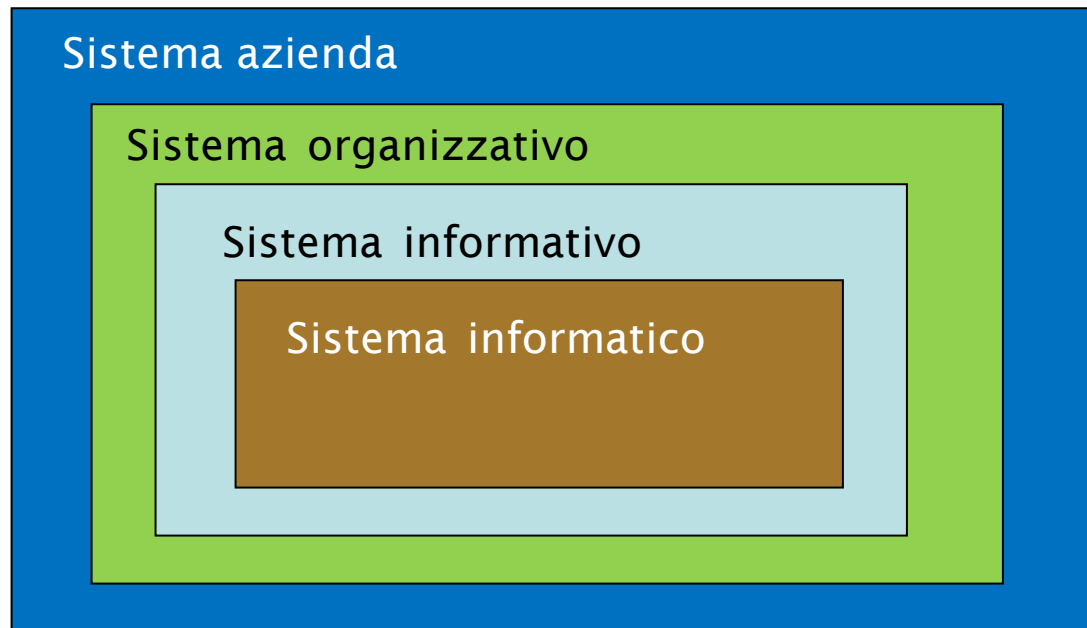 Sistema azienda
Sistema organizzativo
Sistema informativo
Sistema informatico